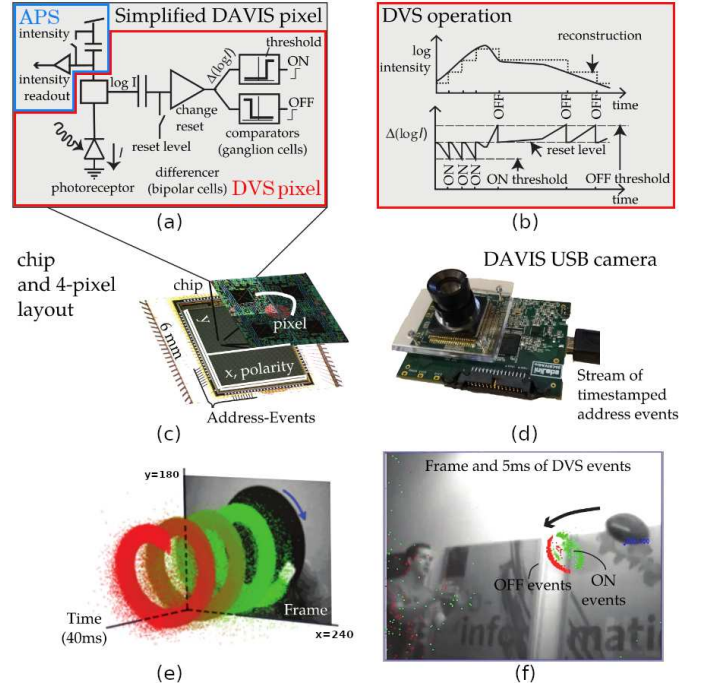 APS
Simplified DAVIS pixel
intensity
intensity
readout
log I
Δ(logI)
threshold
ON
OFF
change
reset
reset level
comparators
(ganglion cells)
I
photoreceptor
differencer
(bipolar cells)
DVS pixel
(a)
DVS operation
log
intensity
reconstruction
OFF
OFF
OFF
time
Δ(logI)
ON
ON
ON
reset level
ON threshold
OFF threshold
time
(b)
chip
and 4-pixel
layout
chip
pixel
y
6 mm
x, polarity
Address-Events
(c)
DAVIS USB camera
Stream of
timestamped
address events
(d)
y=180
Frame
Time
(40ms)
x=240
(e)
Frame and 5ms of DVS events
OFF events
ON
events
informatic
(f)